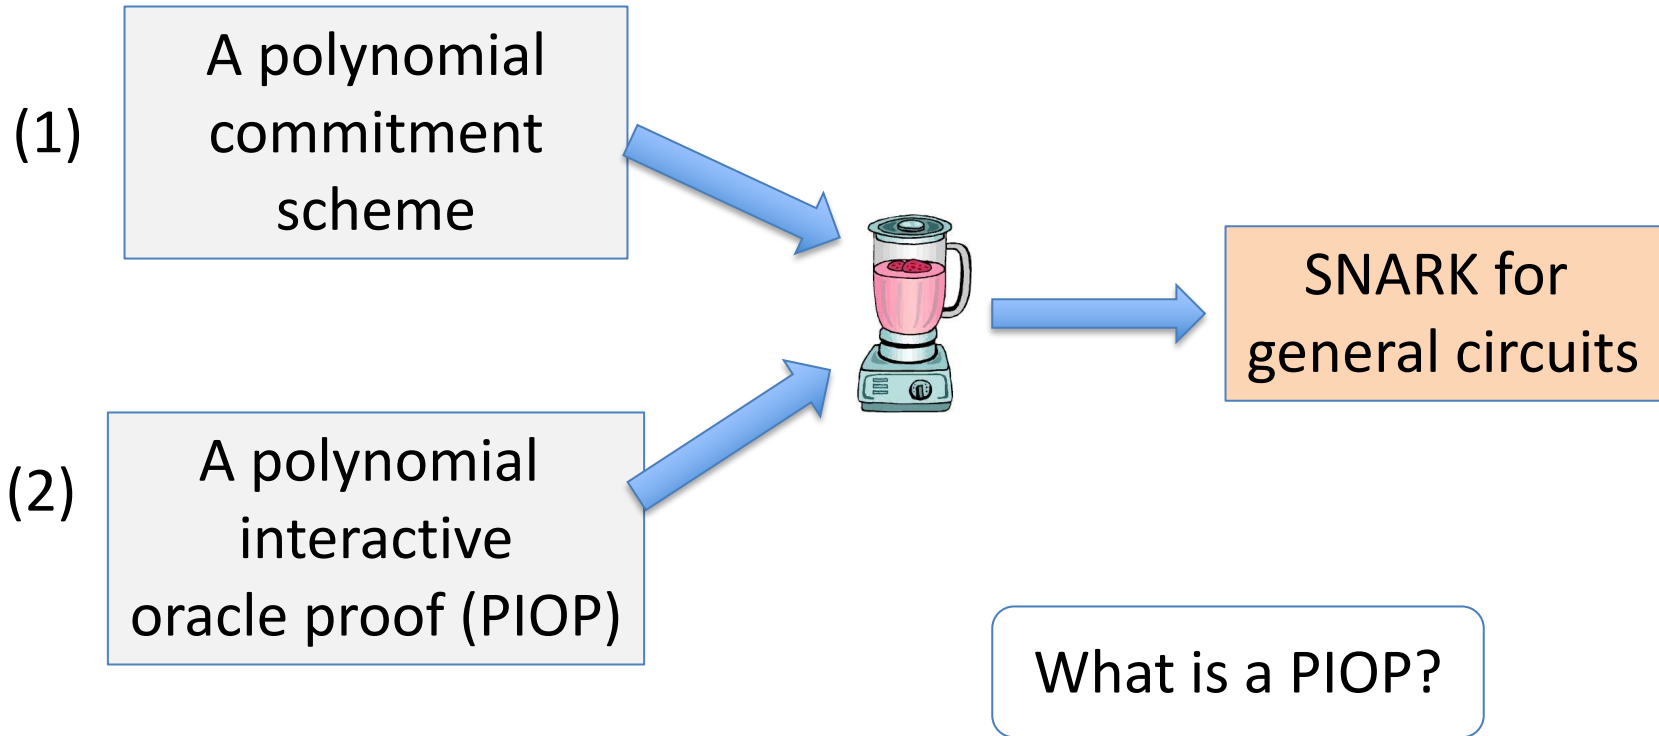 (1)
A polynomial
commitment
scheme
(2)
A polynomial
interactive
oracle proof (PIOP)
SNARK for
general circuits
What is a PIOP?